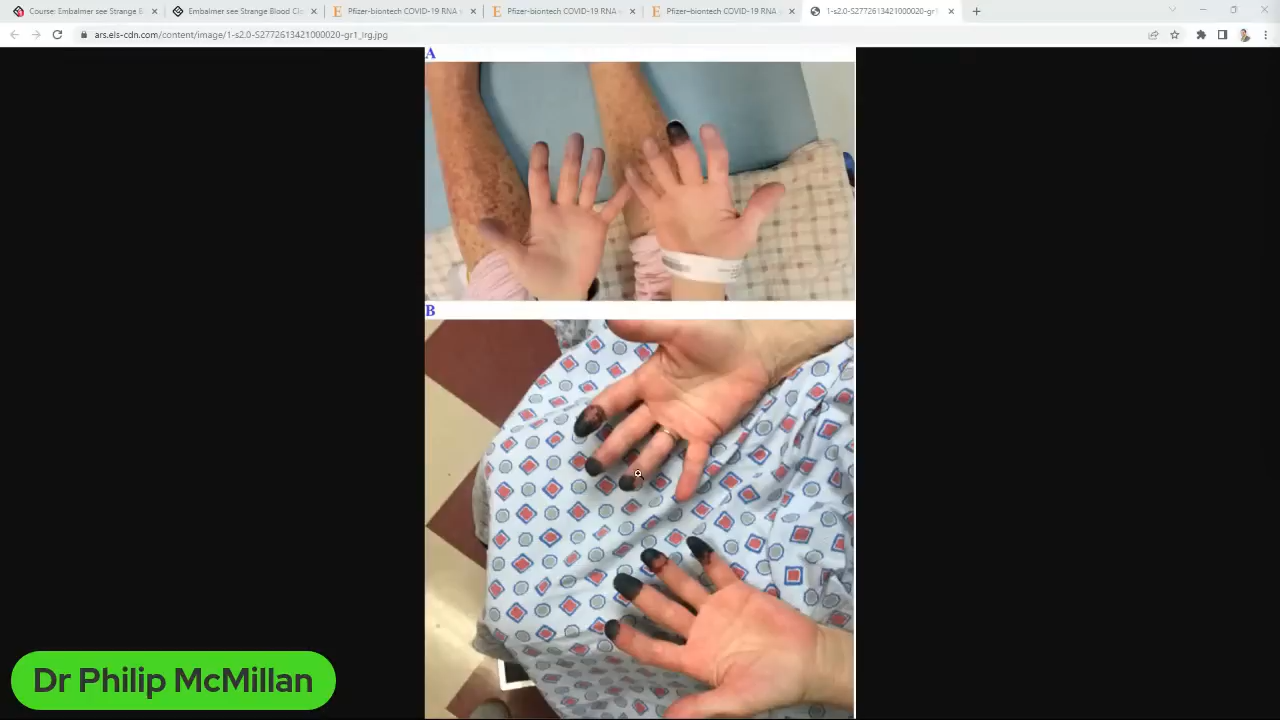 Course: Embalmer see Strange B
Embalmer see Strange Blood Clo
Pfizer-biontech COVID-19 RNA v
Pfizer-biontech COVID-19 RNA v
Pfizer-biontech COVID-19 RNA v
1-s2.0-S2772613421000020-gr1
ars.els-cdn.com/content/image/1-s2.0-S2772613421000020-gr1_lrg.jpg
A
B
Dr Philip McMillan